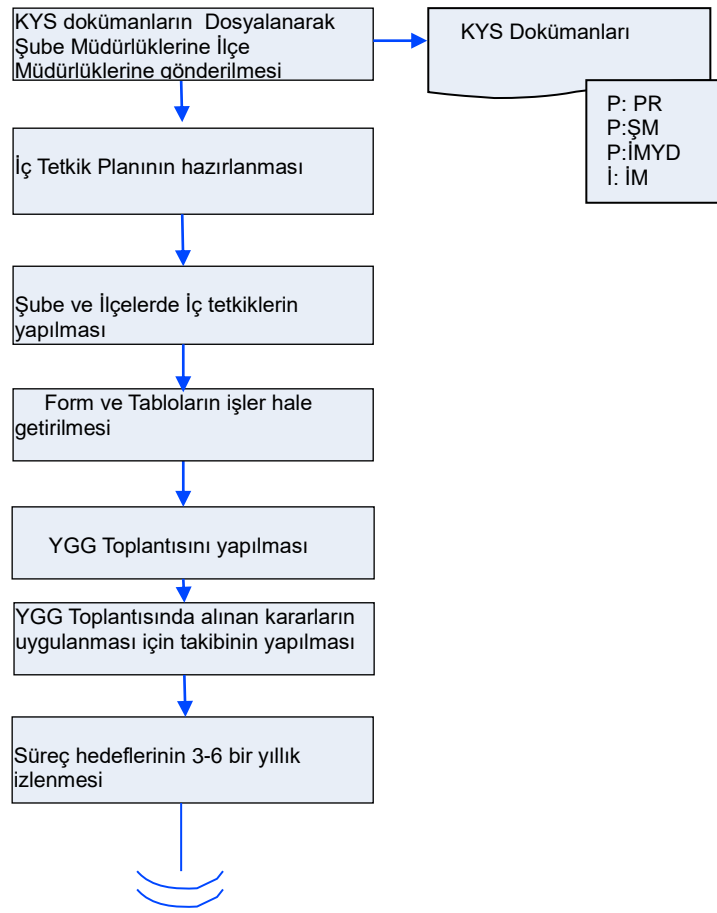 KYS dokümanların Dosyalanarak
Şube Müdürlüklerine İlçe
Müdürlüklerine gönderilmesi
KYS Dokümanları
P: PR
P:ŞM
P:İMYD
İ: İM
İç Tetkik Planının hazırlanması
Şube ve İlçelerde İç tetkiklerin
yapılması
Form ve Tabloların işler hale
getirilmesi
YGG Toplantısını yapılması
YGG Toplantısında alınan kararların
uygulanması için takibinin yapılması
Süreç hedeflerinin 3-6 bir yıllık
izlenmesi